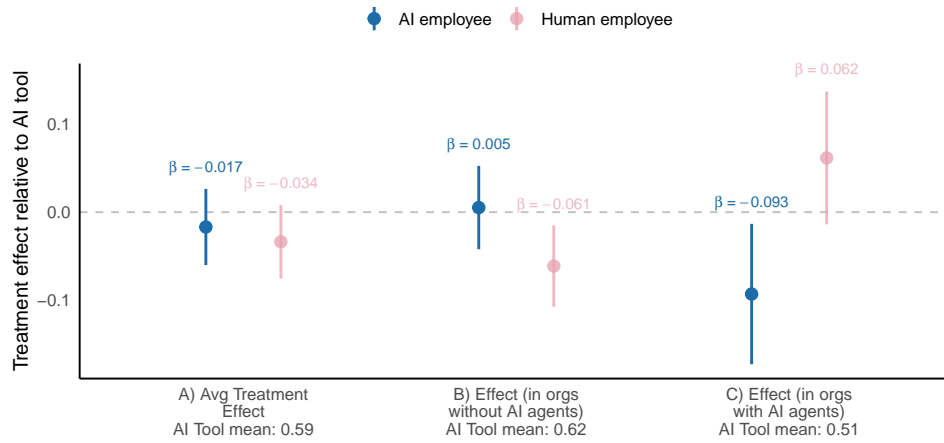 AI employee Human employee
Treatment effect relative to AI tool
0.1
0.0
−0.1
β = −0.017
β = −0.034
β = 0.005
β = −0.061
β = −0.093
β = 0.062
A) Avg Treatment
Effect
AI Tool mean: 0.59
B) Effect (in orgs
without AI agents)
AI Tool mean: 0.62
C) Effect (in orgs
with AI agents)
AI Tool mean: 0.51